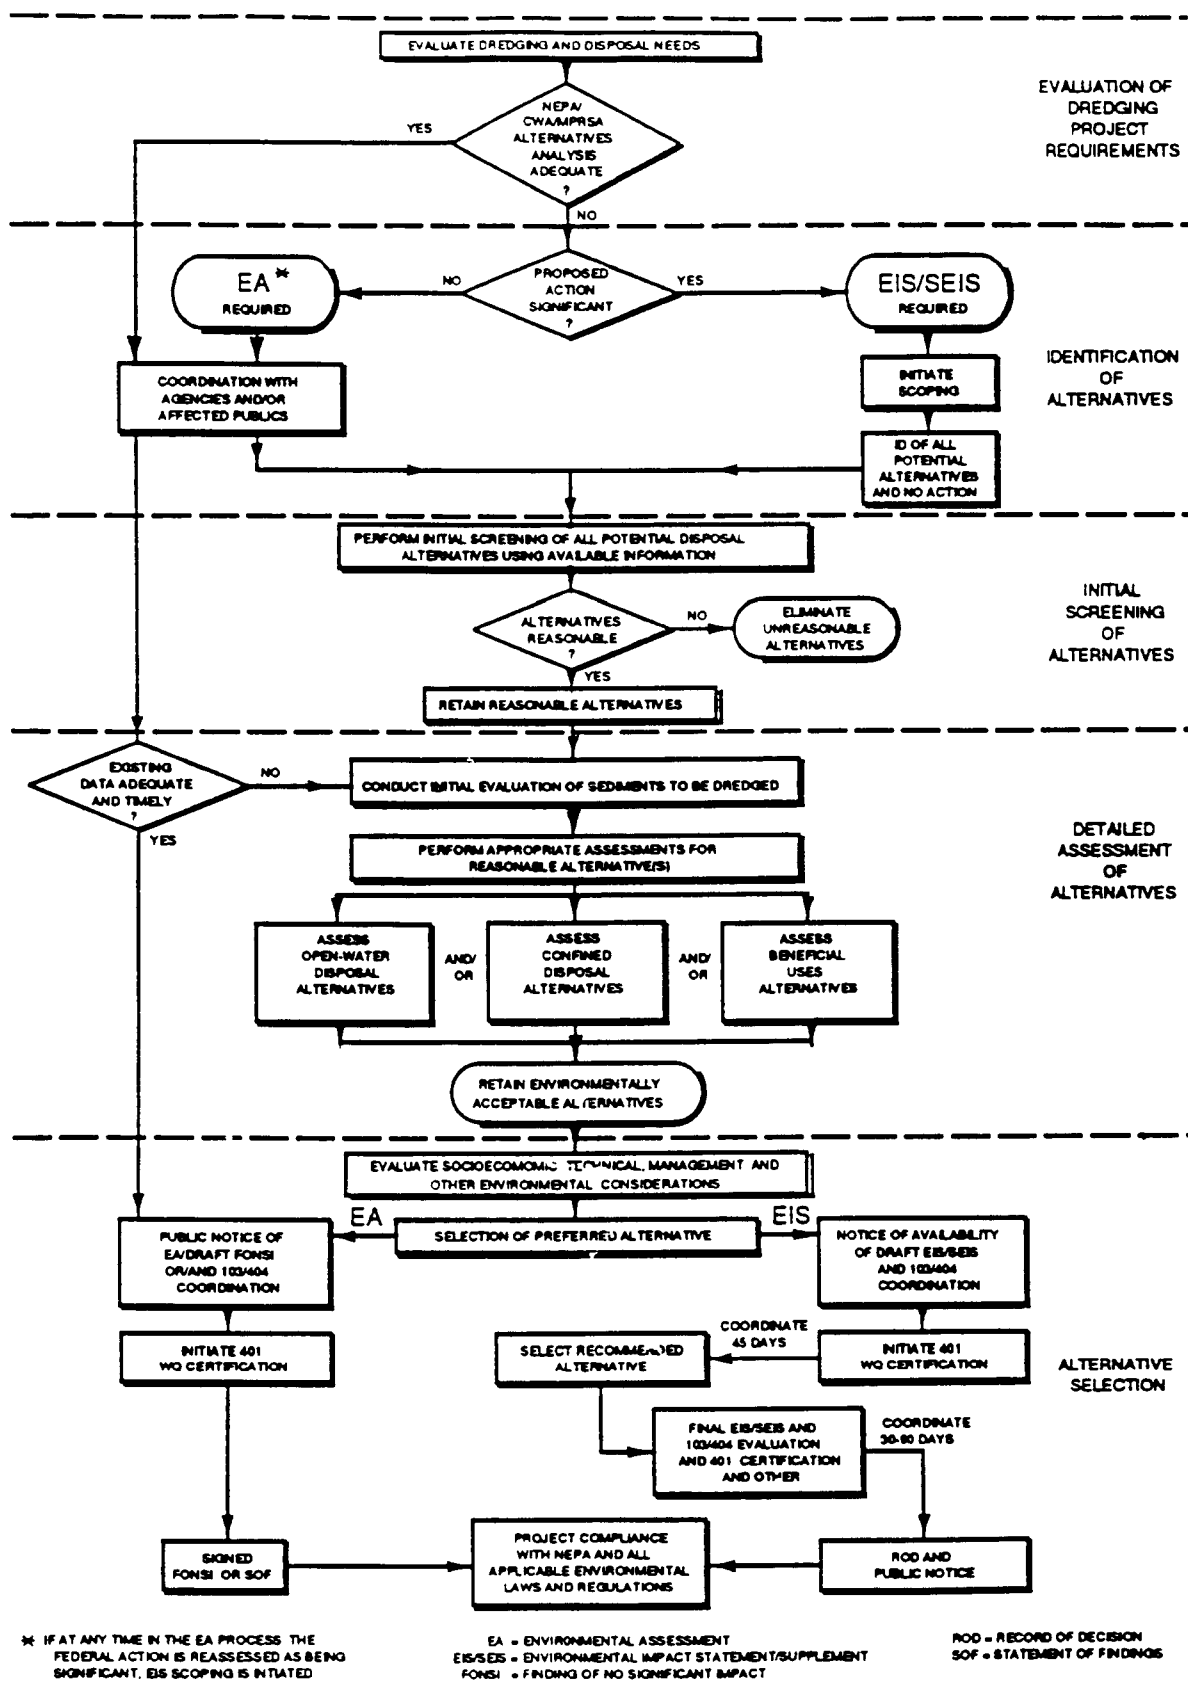 EVALUATE DREDGING AND DISPOSAL NEEDS
NEPA/
CWA/MPRSA
ALTERNATIVES
ANALYSIS
ADEQUATE
?
YES
NO
EVALUATION OF
DREDGING
PROJECT
REQUIREMENTS
EA*
REQUIRED
NO
PROPOSED
ACTION
SIGNIFICANT
?
YES
EIS/SEIS
REQUIRED
COORDINATION WITH
AGENCIES AND/OR
AFFECTED PUBLICS
INITIATE
SCOPING
ID OF ALL
POTENTIAL
ALTERNATIVES
AND NO ACTION
IDENTIFICATION
OF
ALTERNATIVES
PERFORM INITIAL SCREENING OF ALL POTENTIAL DISPOSAL
ALTERNATIVES USING AVAILABLE INFORMATION
ALTERNATIVES
REASONABLE
?
NO
ELIMINATE
UNREASONABLE
ALTERNATIVES
YES
RETAIN REASONABLE ALTERNATIVES
INITIAL
SCREENING
OF
ALTERNATIVES
EXISTING
DATA ADEQUATE
AND TIMELY
?
NO
YES
CONDUCT INITIAL EVALUATION OF SEDIMENTS TO BE DREDGED
PERFORM APPROPRIATE ASSESSMENTS FOR
REASONABLE ALTERNATIVE(S)
ASSESS
OPEN-WATER
DISPOSAL
ALTERNATIVES
AND/
OR
ASSESS
CONFINED
DISPOSAL
ALTERNATIVES
AND/
OR
ASSESS
BENEFICIAL
USES
ALTERNATIVES
RETAIN ENVIRONMENTALLY
ACCEPTABLE ALTERNATIVES
DETAILED
ASSESSMENT
OF
ALTERNATIVES
EVALUATE SOCIOECOMOMIC, TECHNICAL, MANAGEMENT AND
OTHER ENVIRONMENTAL CONSIDERATIONS
EA
SELECTION OF PREFERRED ALTERNATIVE
EIS
PUBLIC NOTICE OF
EA/DRAFT FONSI
OR/AND 103/404
COORDINATION
NOTICE OF AVAILABILITY
OF DRAFT EIS/SEIS
AND 103/404
COORDINATION
INITIATE 401
WQ CERTIFICATION
SELECT RECOMMENDED
ALTERNATIVE
COORDINATE
45 DAYS
INITIATE 401
WQ CERTIFICATION
FINAL EIS/SEIS AND
103/404 EVALUATION
AND 401 CERTIFICATION
AND OTHER
COORDINATE
DAYS
SIGNED
FONSI OR SOF
PROJECT COMPLIANCE
WITH NEPA AND ALL
APPLICABLE ENVIRONMENTAL
LAWS AND REGULATIONS
ROD AND
PUBLIC NOTICE
ALTERNATIVE
SELECTION
* IF AT ANY TIME IN THE EA PROCESS THE
FEDERAL ACTION IS REASSESSED AS BEING
SIGNIFICANT, EIS SCOPING IS INITIATED
EA = ENVIRONMENTAL ASSESSMENT
EIS/SEIS = ENVIRONMENTAL IMPACT STATEMENT/SUPPLEMENT
FONSI = FINDING OF NO SIGNIFICANT IMPACT
ROD = RECORD OF DECISION
SOF = STATEMENT OF FINDINGS